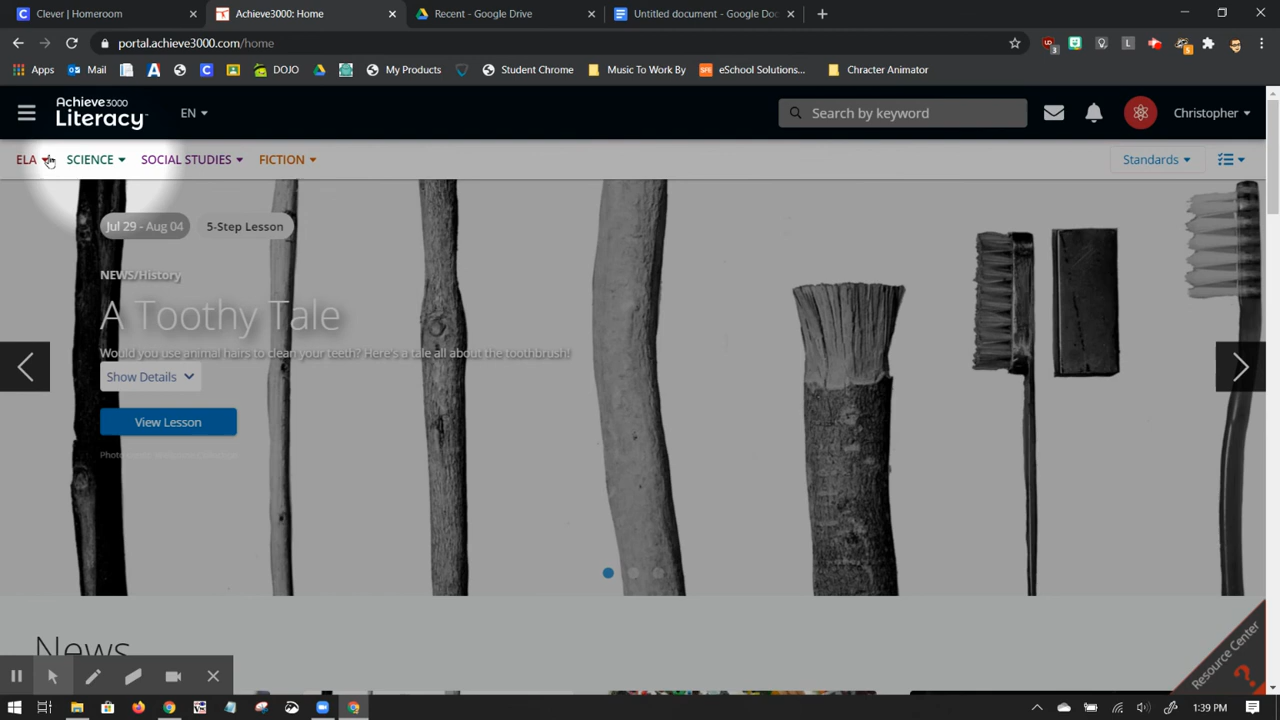 Clever | Homeroom
Achieve3000: Home
Recent - Google Drive
Untitled document - Google Doc
portal.achieve3000.com/home
Apps
Mail
DOJO
My Products
Student Chrome
Music To Work By
SFE
eSchool Solutions...
Chracter Animator
Achieve3000
Literacy
EN
Search by keyword
Christopher
ELA
SCIENCE
SOCIAL STUDIES
FICTION
Standards
Jul 29 - Aug 04
5-Step Lesson
NEWS/History
A Toothy Tale
Would you use animal hairs to clean your teeth? Here's a tale all about the toothbrush!
Show Details
View Lesson
News
Resource Center
?
1:39 PM